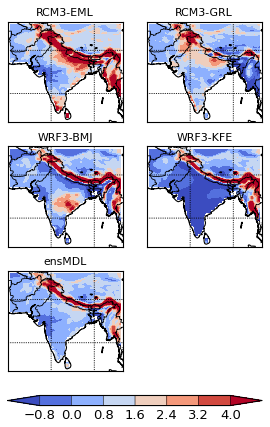 RCM3-EML RCM3-GRL
WRF3-BMJ WRF3-KFE
ensMDL
−0.8 0.0 0.8 1.6 2.4 3.2 4.0